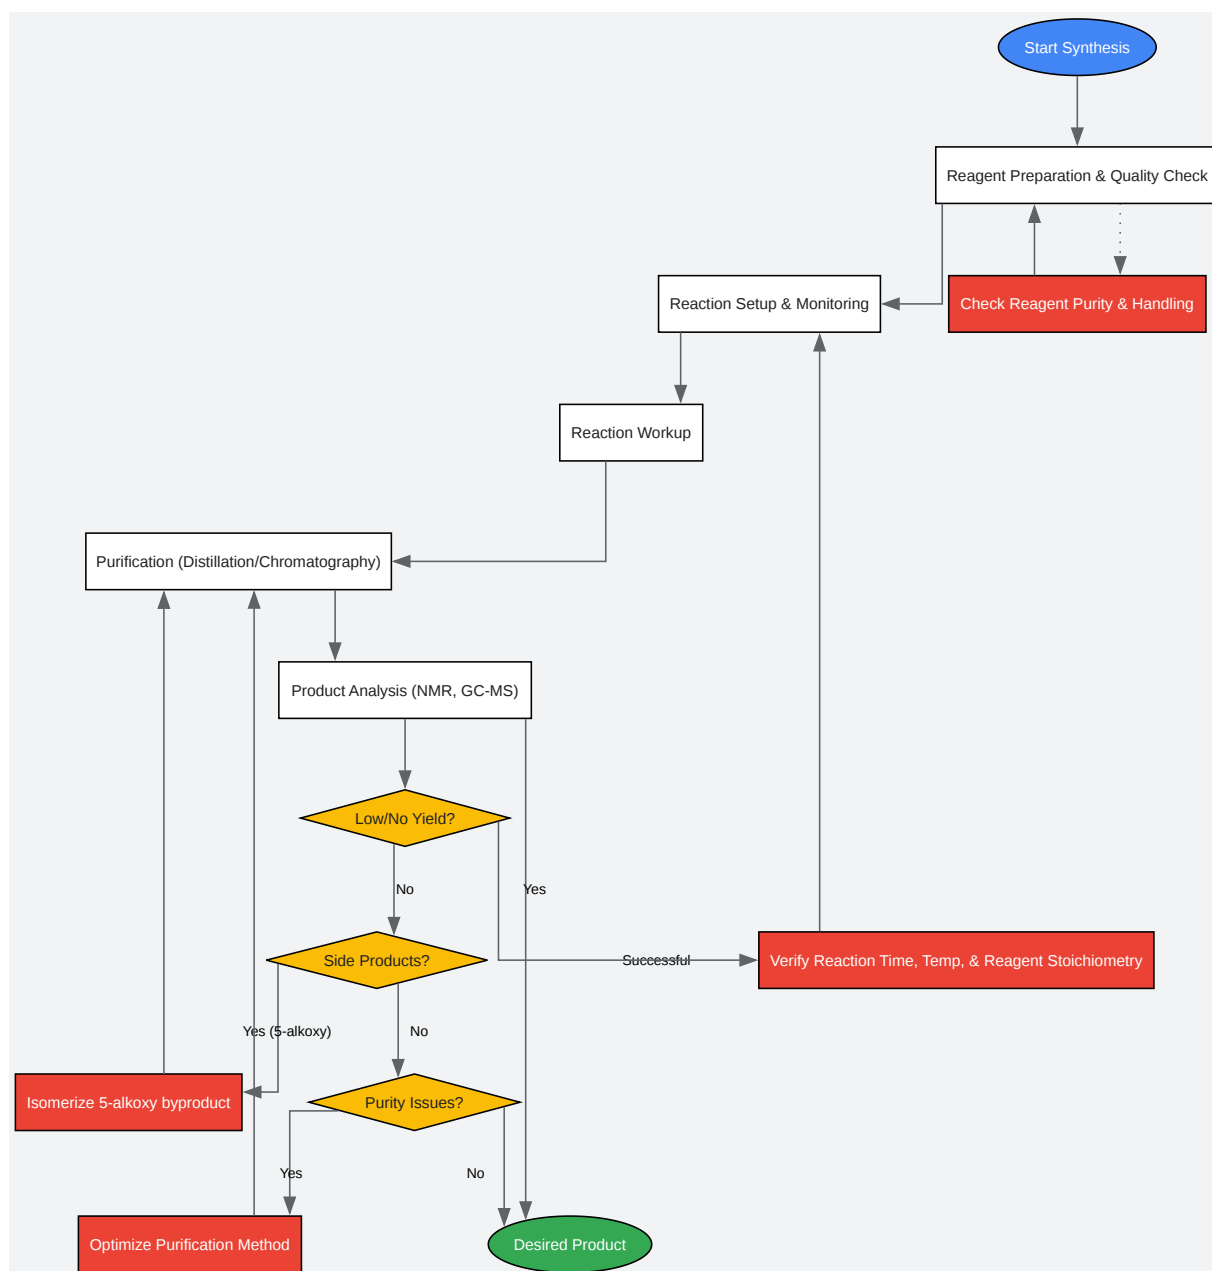 Start Synthesis
Reagent Preparation & Quality Check
Reaction Setup & Monitoring
Check Reagent Purity & Handling
Reaction Workup
Purification (Distillation/Chromatography)
Product Analysis (NMR, GC-MS)
Low/No Yield?
No
Yes
Side Products?
Successful
Verify Reaction Time, Temp, & Reagent Stoichiometry
Yes (5-alkoxy)
No
Isomerize 5-alkoxy byproduct
Purity Issues?
Yes
No
Optimize Purification Method
Desired Product